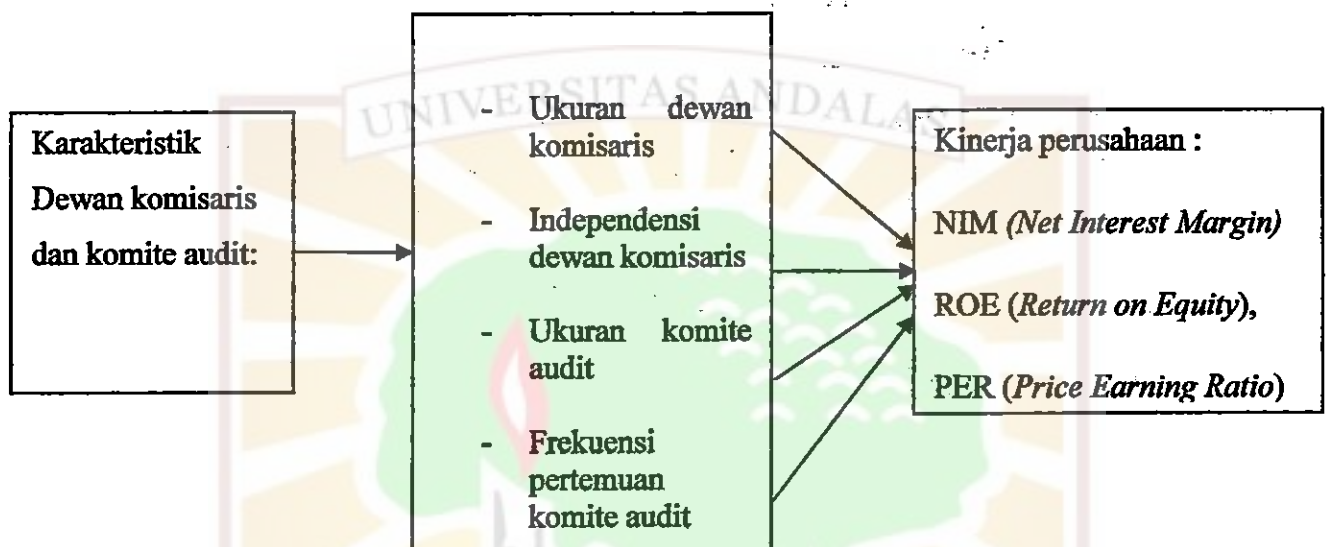 UNIVERSITAS ANDALAS
Karakteristik
Dewan komisaris
dan komite audit:
- Ukuran dewan
komisaris
- Independensi
dewan komisaris
- Ukuran komite
audit
- Frekuensi
pertemuan
komite audit
Kinerja perusahaan :
NIM (Net Interest Margin)
ROE (Return on Equity),
PER (Price Earning Ratio)